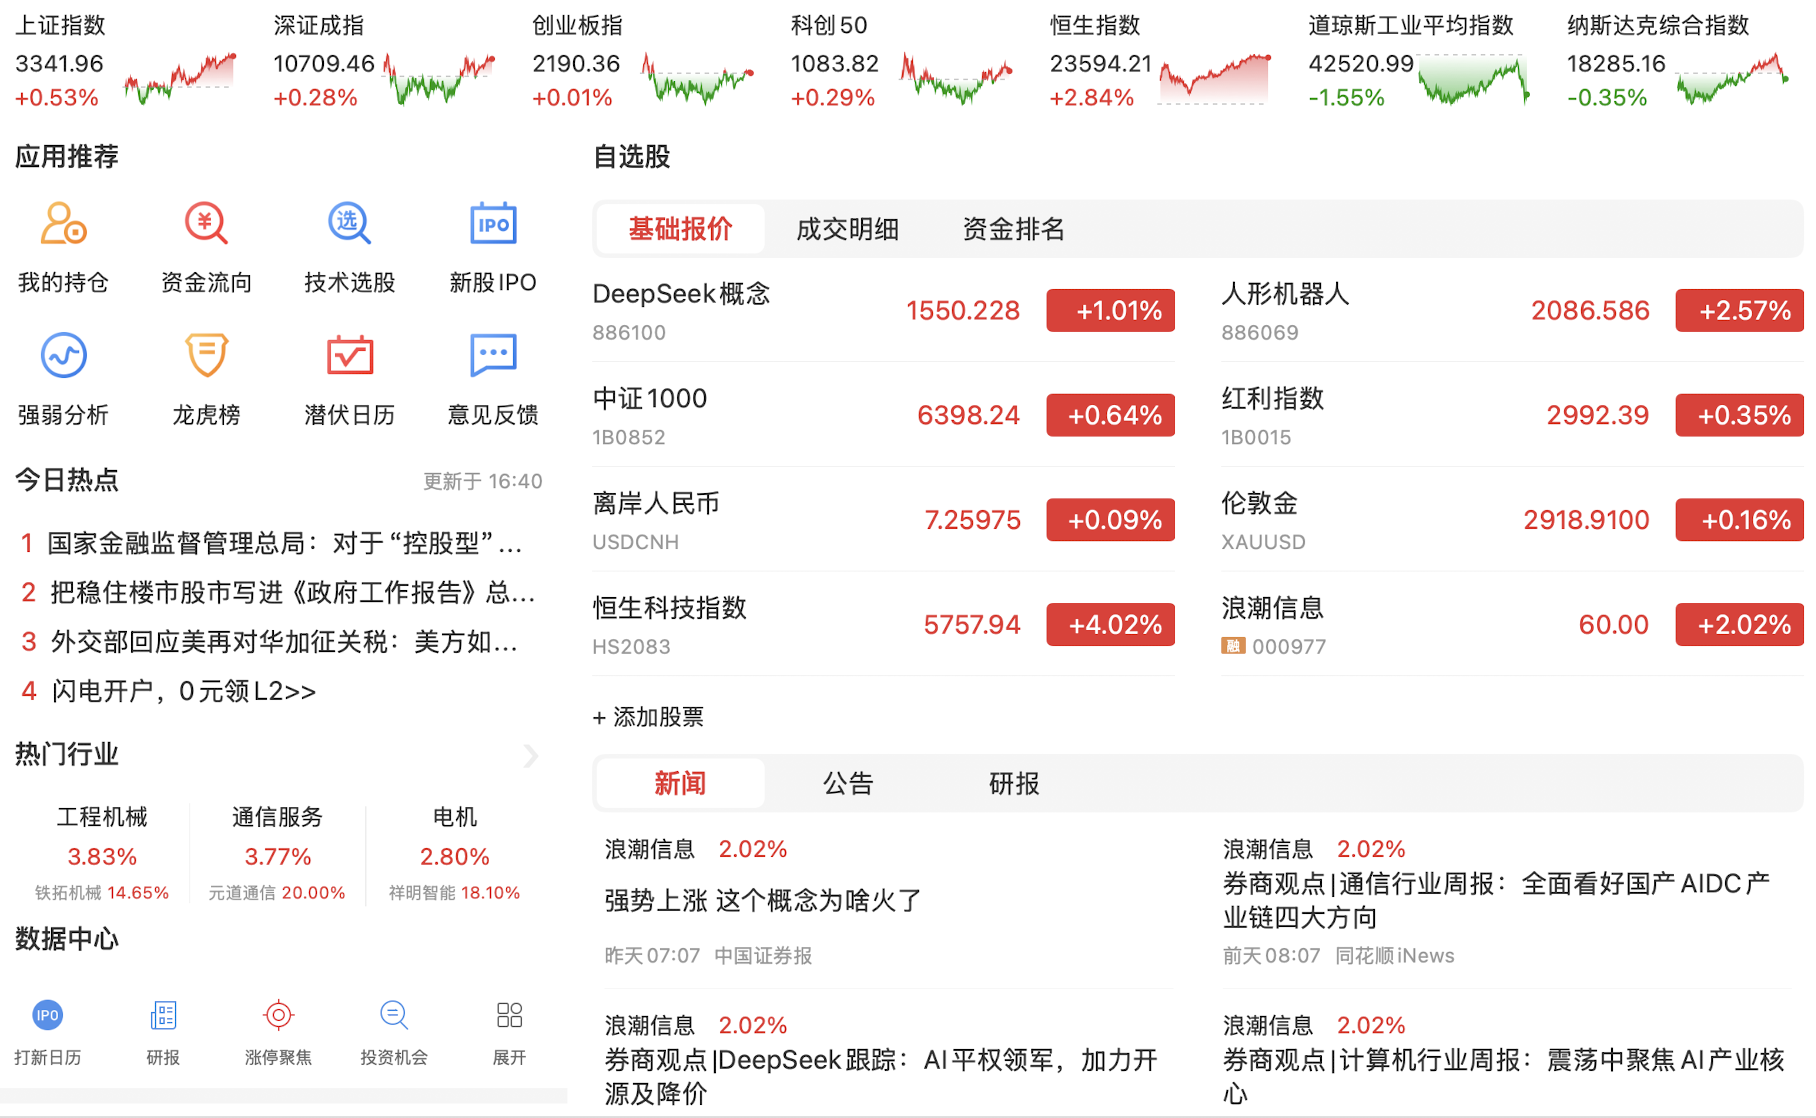 上证指数
3341.96
+0.53%
深证成指
10709.46
+0.28%
创业板指
2190.36
+0.01%
科创50
1083.82
+0.29%
恒生指数
23594.21
+2.84%
道琼斯工业平均指数
42520.99
-1.55%
纳斯达克综合指数
18285.16
-0.35%
应用推荐
我的持仓
资金流向
选
技术选股
IPO
新股IPO
强弱分析
龙虎榜
潜伏日历
意见反馈
今日热点
更新于 16:40
1 国家金融监督管理总局：对于“控股型”...
2 把稳住楼市股市写进《政府工作报告》总...
3 外交部回应美再对华加征关税：美方如...
4 闪电开户，0元领L2>>
热门行业
工程机械
3.83%
铁拓机械 14.65%
通信服务
3.77%
元道通信 20.00%
电机
2.80%
祥明智能 18.10%
数据中心
IPO
打新日历
研报
涨停聚焦
投资机会
展开
自选股
基础报价
成交明细
资金排名
DeepSeek概念
886100
1550.228
+1.01%
人形机器人
886069
2086.586
+2.57%
中证1000
1B0852
6398.24
+0.64%
红利指数
1B0015
2992.39
+0.35%
离岸人民币
USDCNH
7.25975
+0.09%
伦敦金
XAUUSD
2918.9100
+0.16%
恒生科技指数
HS2083
5757.94
+4.02%
浪潮信息
融 000977
60.00
+2.02%
+ 添加股票
新闻
公告
研报
浪潮信息 2.02%
强势上涨 这个概念为啥火了
昨天07:07 中国证券报
浪潮信息 2.02%
券商观点|通信行业周报：全面看好国产AIDC产
业链四大方向
前天08:07 同花顺iNews
浪潮信息 2.02%
券商观点|DeepSeek跟踪：AI平权领军，加力开
源及降价
浪潮信息 2.02%
券商观点|计算机行业周报：震荡中聚焦AI产业核
心